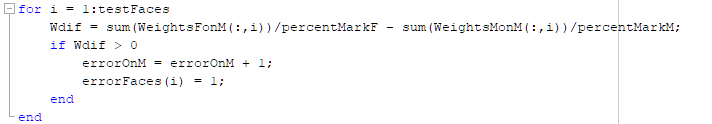 for i = 1:testFaces
Wdif = sum(WeightsFonM(:,i))/percentMarkF - sum(WeightsMonM(:,i))/percentMarkM;
if Wdif > 0
errorOnM = errorOnM + 1;
errorFaces(i) = 1;
end
end